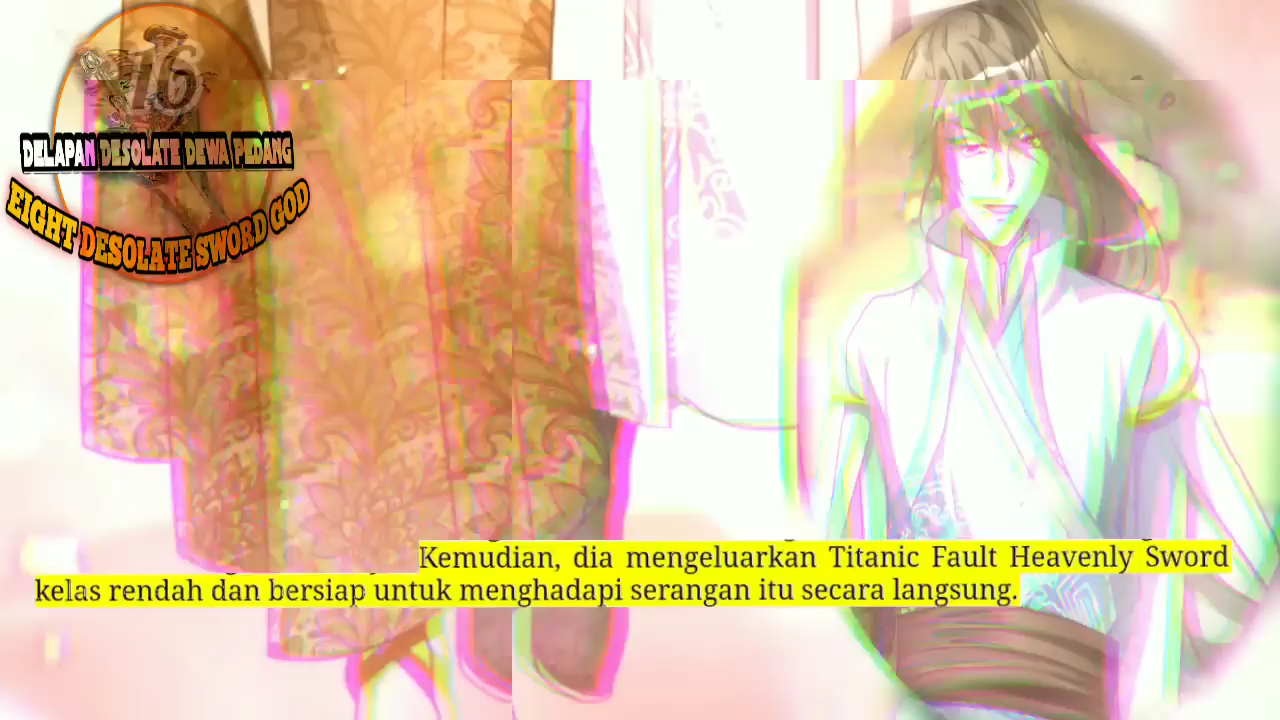 16
DELAPAN DESOLATE DEWA PEDANG
EIGHT DESOLATE SWORD GOD
Kemudian, dia mengeluarkan Titanic Fault Heavenly Sword
kelas rendah dan bersiap untuk menghadapi serangan itu secara langsung.